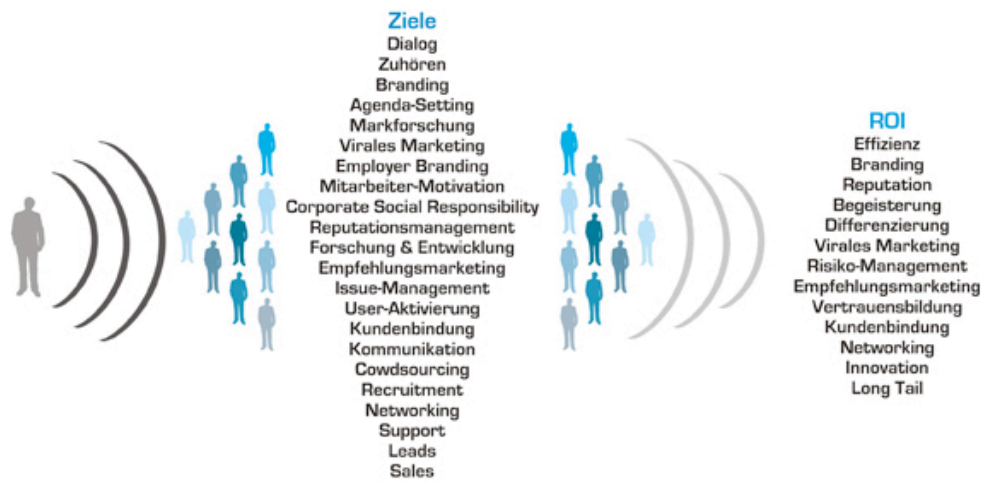 Ziele
Dialog
Zuhören
Branding
Agenda-Setting
Markforschung
Virales Marketing
Employer Branding
Mitarbeiter-Motivation
Corporate Social Responsibility
Reputationsmanagement
Forschung & Entwicklung
Empfehlungsmarketing
Issue-Management
User-Aktivierung
Kundenbindung
Kommunikation
Cowdsourcing
Recruitment
Networking
Support
Leads
Sales
ROI
Effizienz
Branding
Reputation
Begeisterung
Differenzierung
Virales Marketing
Risiko-Management
Empfehlungsmarketing
Vertrauensbildung
Kundenbindung
Networking
Innovation
Long Tail